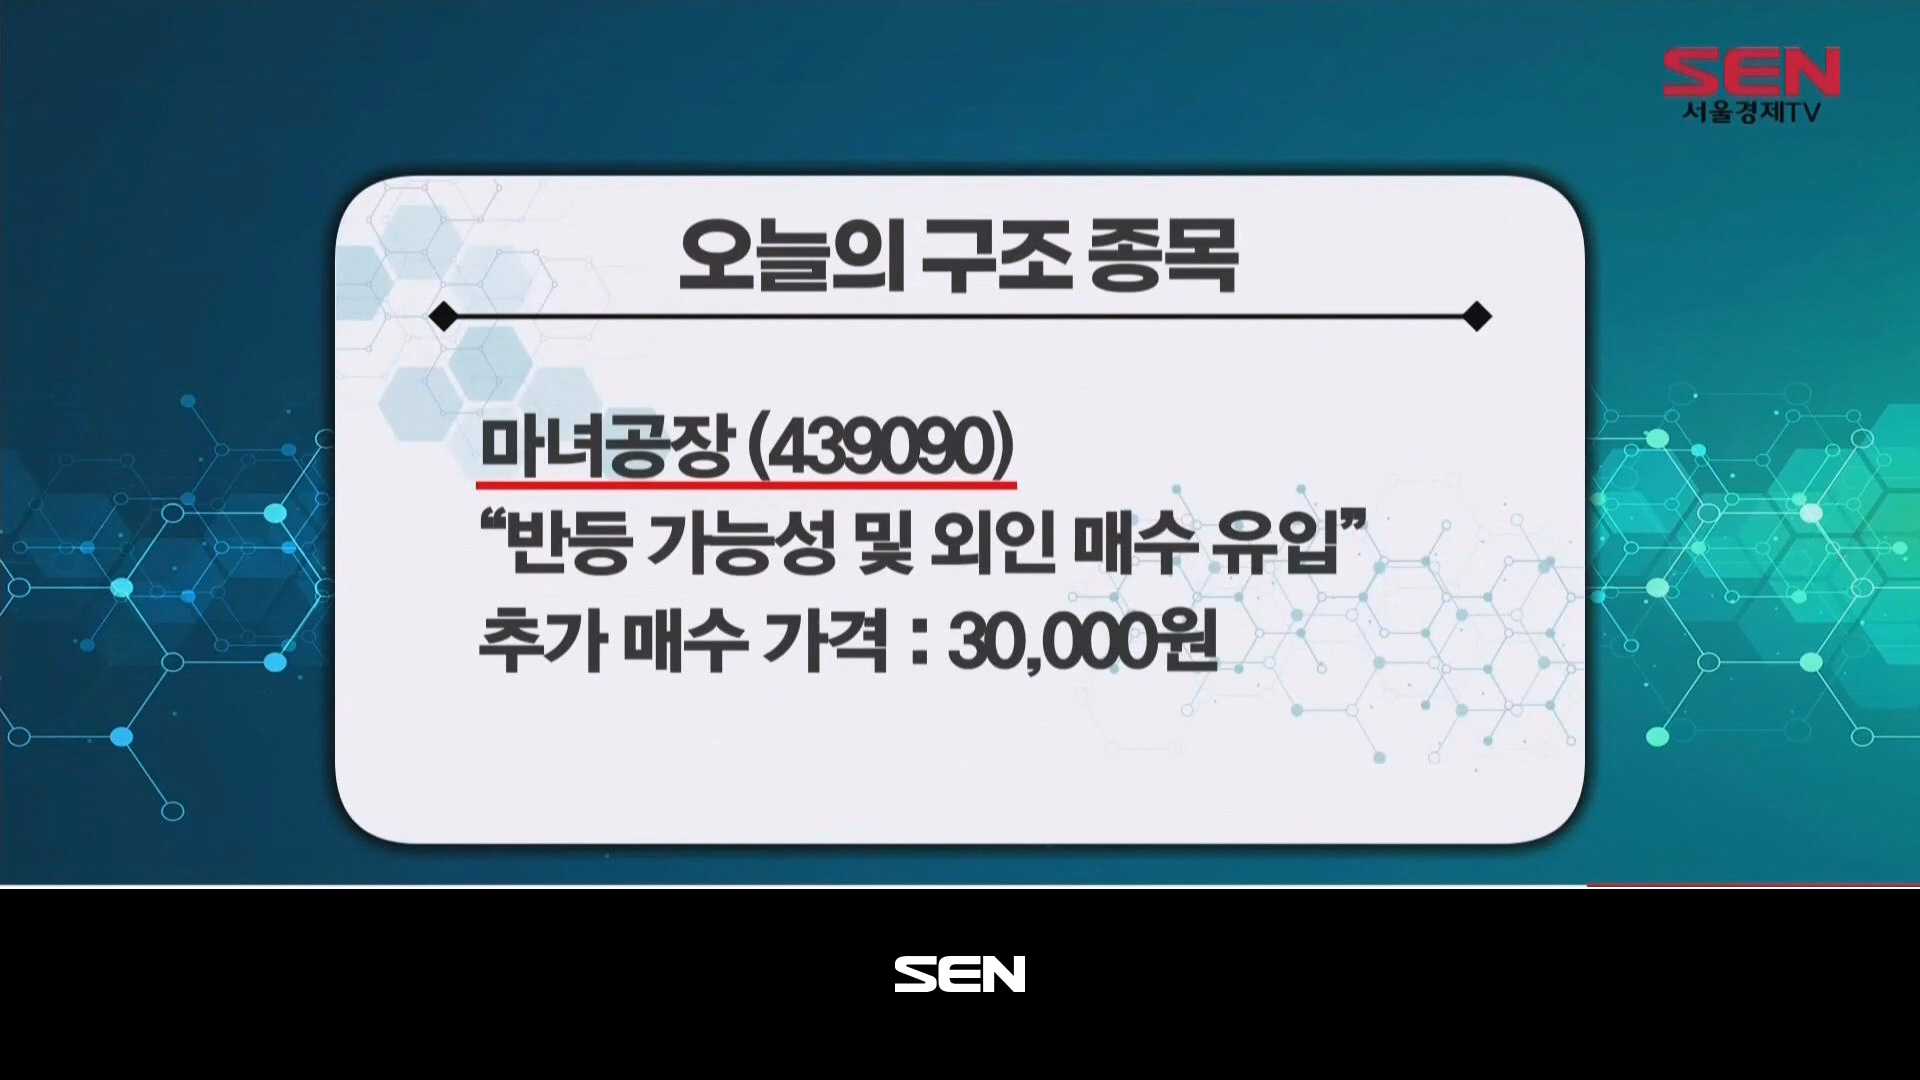 SEN
서울경제TV
오늘의 구조 종목
마녀공장 (439090)
“반등 가능성 및 외인 매수 유입”
추가 매수 가격 : 30,000원
SEN